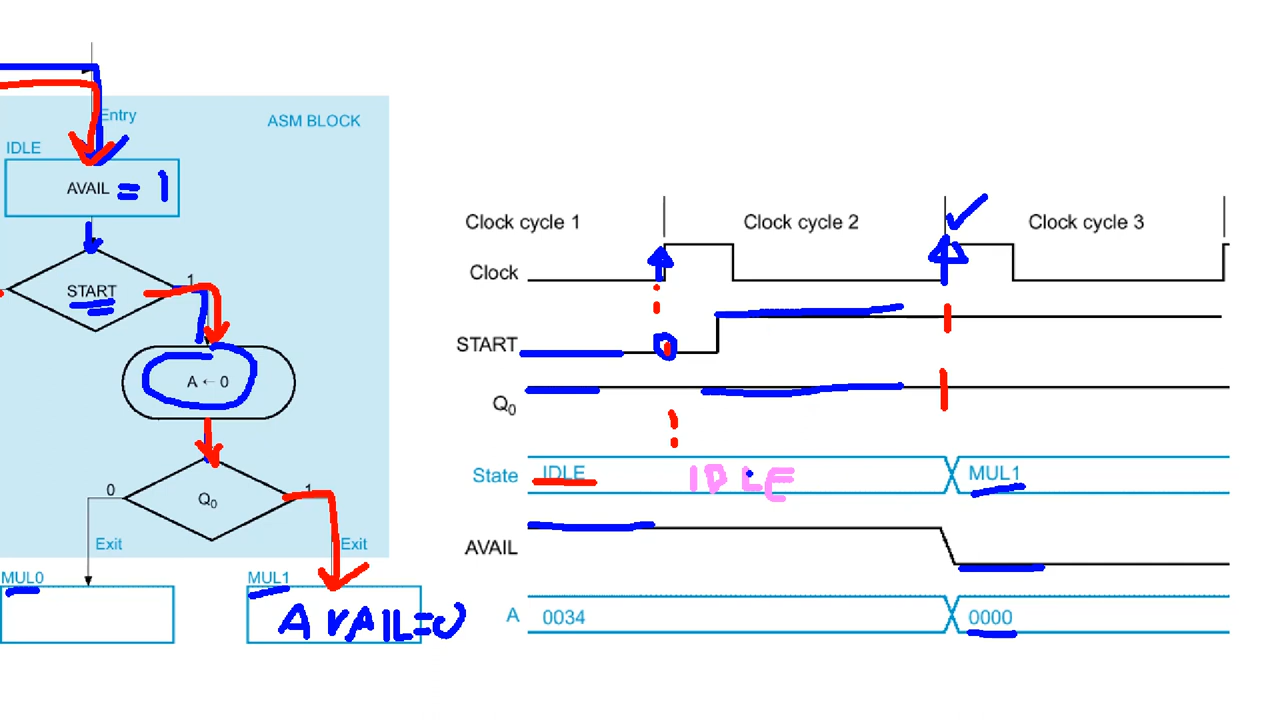 Entry
ASM BLOCK
IDLE
AVAIL = 1
START
1
A ← 0
0
Q0
1
Exit
Exit
MUL0
MUL1
AVAIL=0
Clock cycle 1
Clock cycle 2
Clock cycle 3
Clock
START
Q0
State
IDLE
IDLE
MUL1
AVAIL
A
0034
0000